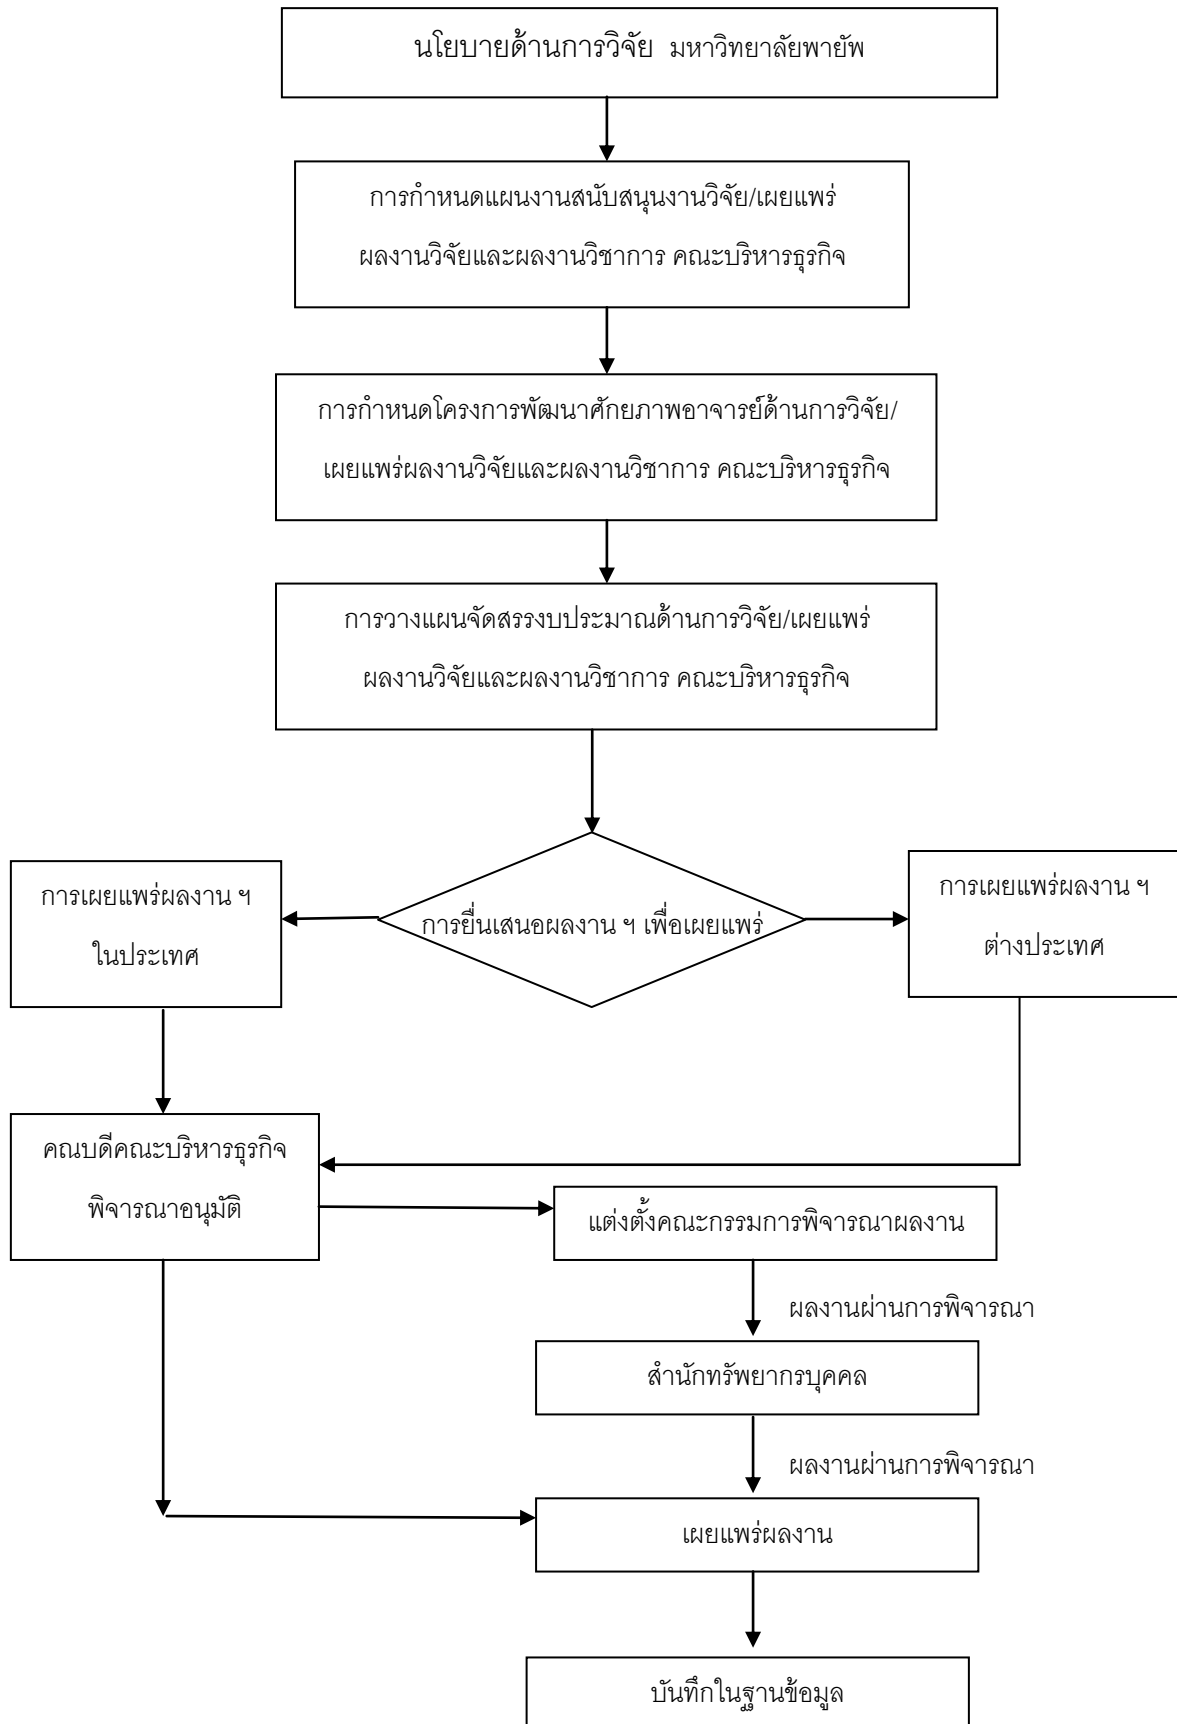 นโยบายด้านการวิจัย มหาวิทยาลัยพายัพ
การกำหนดแผนงานสนับสนุนงานวิจัย/เผยแพร่
ผลงานวิจัยและผลงานวิชาการ คณะบริหารธุรกิจ
การกำหนดโครงการพัฒนาศักยภาพอาจารย์ด้านการวิจัย/
เผยแพร่ผลงานวิจัยและผลงานวิชาการ คณะบริหารธุรกิจ
การวางแผนจัดสรรงบประมาณด้านการวิจัย/เผยแพร่
ผลงานวิจัยและผลงานวิชาการ คณะบริหารธุรกิจ
การเผยแพร่ผลงาน ฯ
ในประเทศ
การยื่นเสนอผลงาน ฯ เพื่อเผยแพร่
การเผยแพร่ผลงาน ฯ
ต่างประเทศ
คณบดีคณะบริหารธุรกิจ
พิจารณาอนุมัติ
แต่งตั้งคณะกรรมการพิจารณาผลงาน
ผลงานผ่านการพิจารณา
สำนักทรัพยากรบุคคล
ผลงานผ่านการพิจารณา
เผยแพร่ผลงาน
บันทึกในฐานข้อมูล